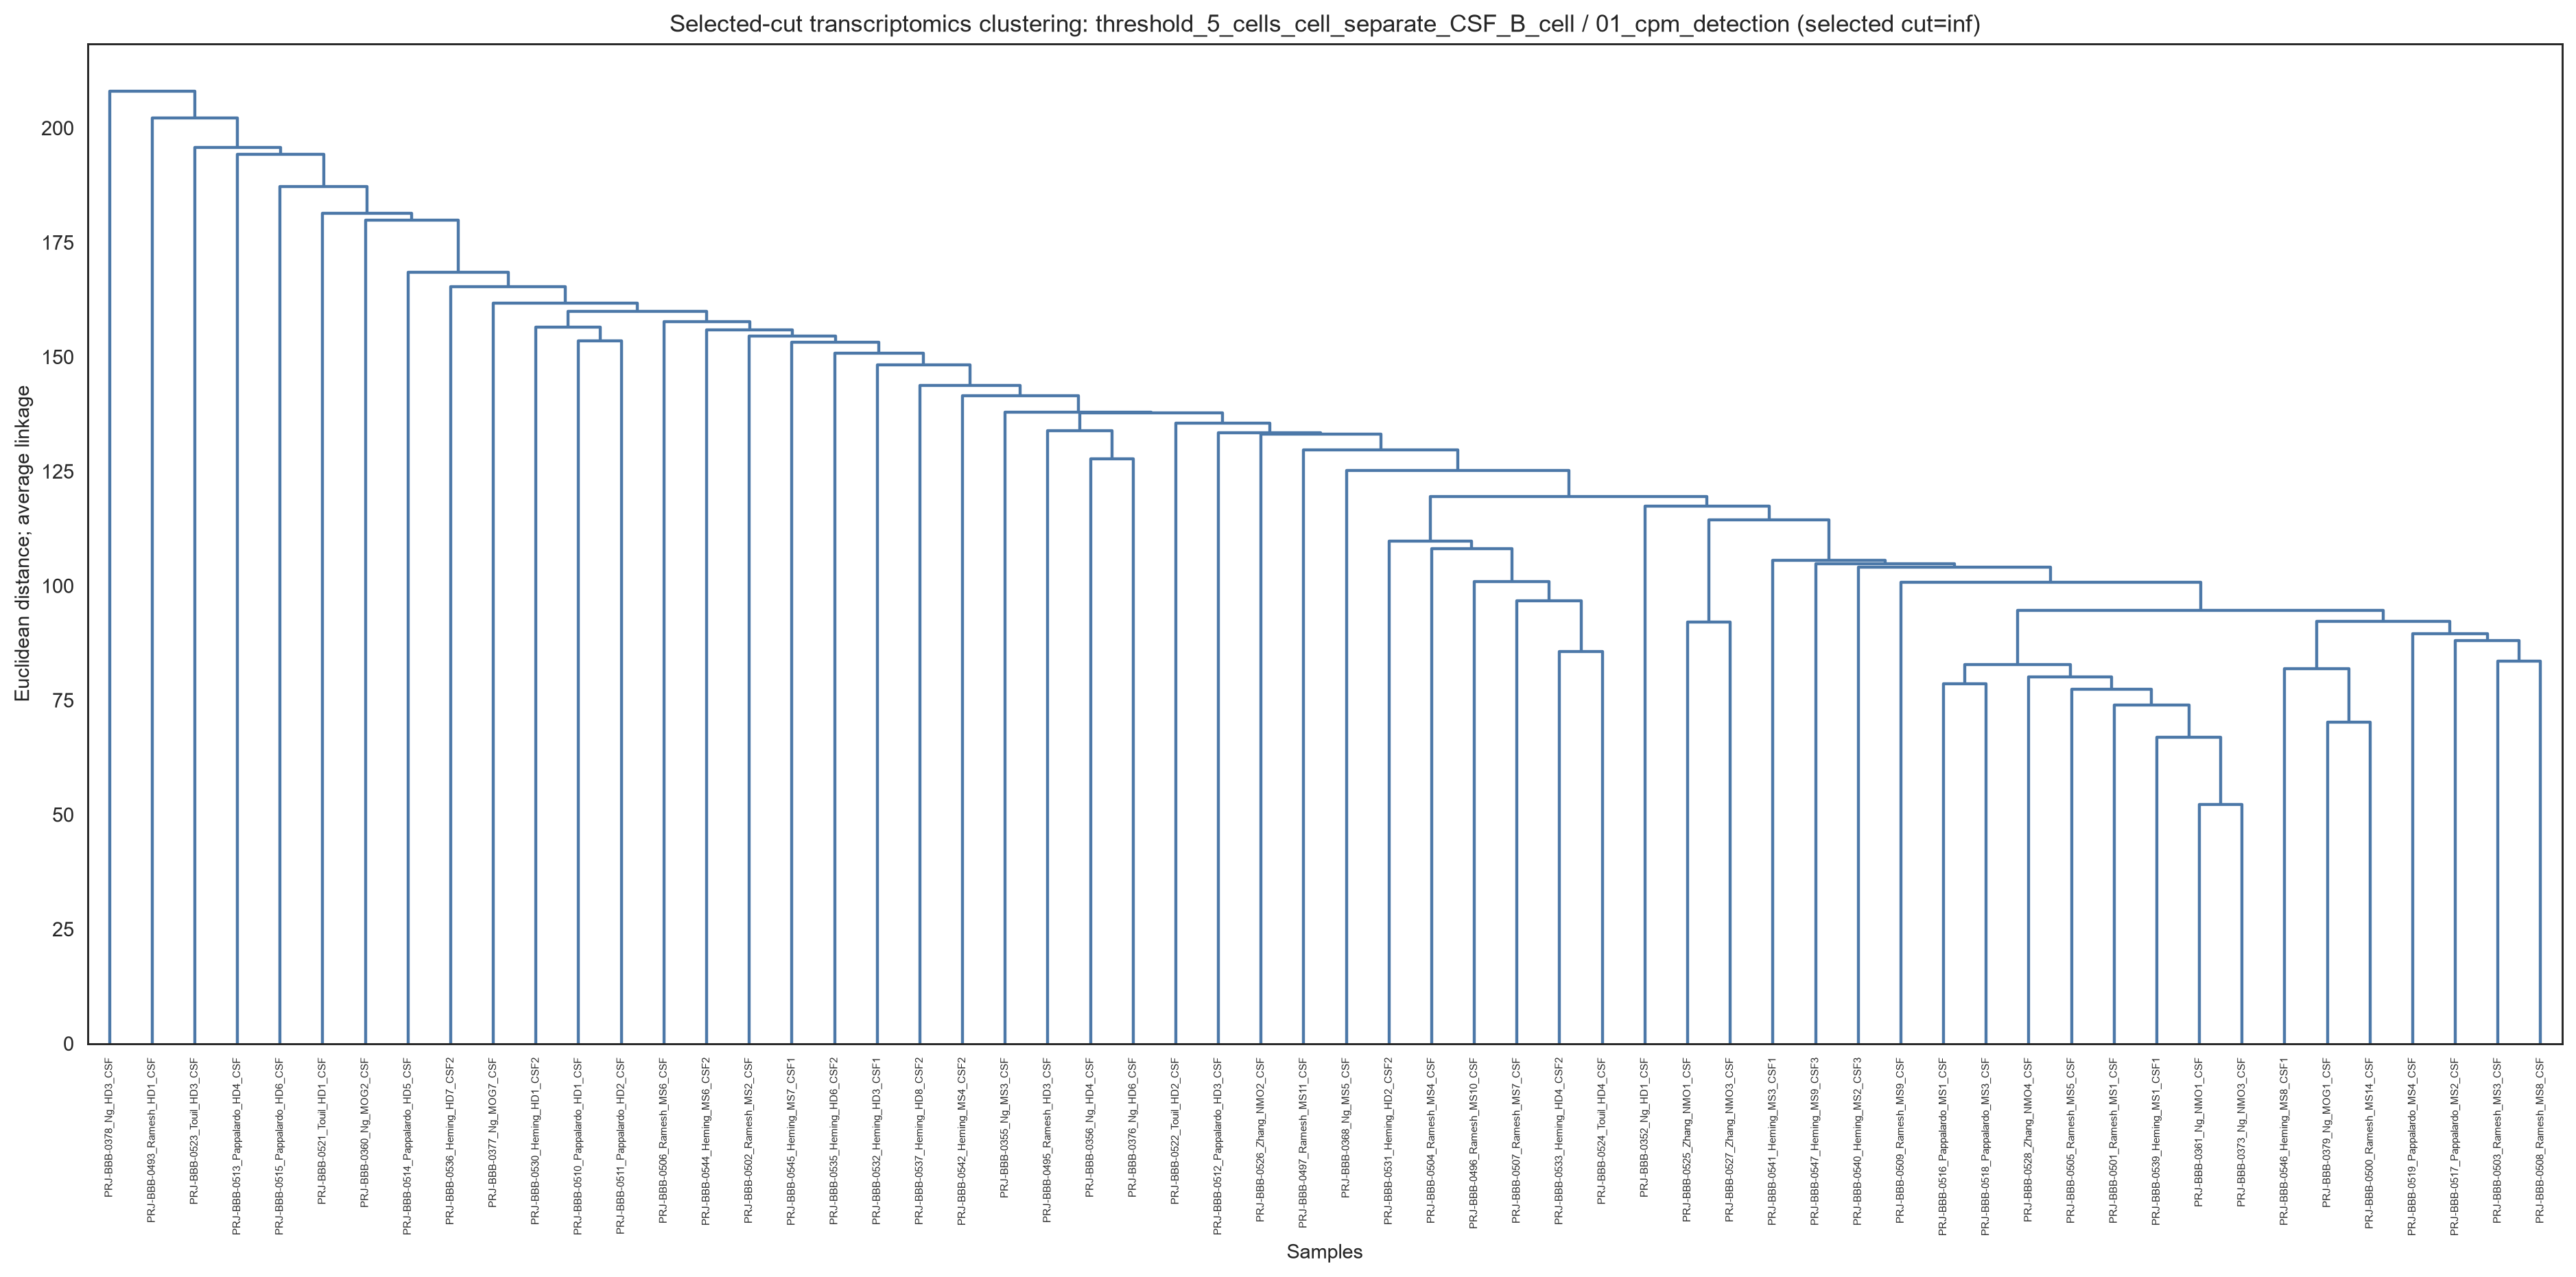 Selected-cut transcriptomics clustering: threshold_5_cells_cell_separate_CSF_B_cell / 01_cpm_detection (selected cut=inf)
Euclidean distance; average linkage
200
175
150
125
100
75
50
25
0
PRJ-BBB-0378_Ng_HD3_CSF
PRJ-BBB-0493_Ramesh_HD1_CSF
PRJ-BBB-0523_Touil_HD3_CSF
PRJ-BBB-0513_Pappalardo_HD4_CSF
PRJ-BBB-0515_Pappalardo_HD6_CSF
PRJ-BBB-0521_Touil_HD1_CSF
PRJ-BBB-0360_Ng_MOG2_CSF
PRJ-BBB-0514_Pappalardo_HD5_CSF
PRJ-BBB-0536_Heming_HD7_CSF2
PRJ-BBB-0377_Ng_MOG7_CSF
PRJ-BBB-0530_Heming_HD1_CSF2
PRJ-BBB-0510_Pappalardo_HD1_CSF
PRJ-BBB-0511_Pappalardo_HD2_CSF
PRJ-BBB-0506_Ramesh_MS6_CSF
PRJ-BBB-0544_Heming_MS6_CSF2
PRJ-BBB-0502_Ramesh_MS2_CSF
PRJ-BBB-0545_Heming_MS7_CSF1
PRJ-BBB-0535_Heming_HD6_CSF2
PRJ-BBB-0532_Heming_HD3_CSF1
PRJ-BBB-0537_Heming_HD8_CSF2
PRJ-BBB-0542_Heming_MS4_CSF2
PRJ-BBB-0355_Ng_MS3_CSF
PRJ-BBB-0495_Ramesh_HD3_CSF
PRJ-BBB-0356_Ng_HD4_CSF
PRJ-BBB-0376_Ng_HD6_CSF
PRJ-BBB-0522_Touil_HD2_CSF
PRJ-BBB-0512_Pappalardo_HD3_CSF
PRJ-BBB-0526_Zhang_NMO2_CSF
PRJ-BBB-0497_Ramesh_MS11_CSF
PRJ-BBB-0368_Ng_MS5_CSF
PRJ-BBB-0531_Heming_HD2_CSF2
PRJ-BBB-0504_Ramesh_MS4_CSF
PRJ-BBB-0496_Ramesh_MS10_CSF
PRJ-BBB-0507_Ramesh_MS7_CSF
PRJ-BBB-0533_Heming_HD4_CSF2
PRJ-BBB-0524_Touil_HD4_CSF
PRJ-BBB-0352_Ng_HD1_CSF
PRJ-BBB-0525_Zhang_NMO1_CSF
PRJ-BBB-0527_Zhang_NMO3_CSF
PRJ-BBB-0541_Heming_MS3_CSF1
PRJ-BBB-0547_Heming_MS9_CSF3
PRJ-BBB-0540_Heming_MS2_CSF3
PRJ-BBB-0509_Ramesh_MS9_CSF
PRJ-BBB-0516_Pappalardo_MS1_CSF
PRJ-BBB-0518_Pappalardo_MS3_CSF
PRJ-BBB-0528_Zhang_NMO4_CSF
PRJ-BBB-0505_Ramesh_MS5_CSF
PRJ-BBB-0501_Ramesh_MS1_CSF
PRJ-BBB-0539_Heming_MS1_CSF1
PRJ-BBB-0361_Ng_NMO1_CSF
PRJ-BBB-0373_Ng_NMO3_CSF
PRJ-BBB-0546_Heming_MS8_CSF1
PRJ-BBB-0379_Ng_MOG1_CSF
PRJ-BBB-0500_Ramesh_MS14_CSF
PRJ-BBB-0519_Pappalardo_MS4_CSF
PRJ-BBB-0517_Pappalardo_MS2_CSF
PRJ-BBB-0503_Ramesh_MS3_CSF
PRJ-BBB-0508_Ramesh_MS8_CSF
Samples